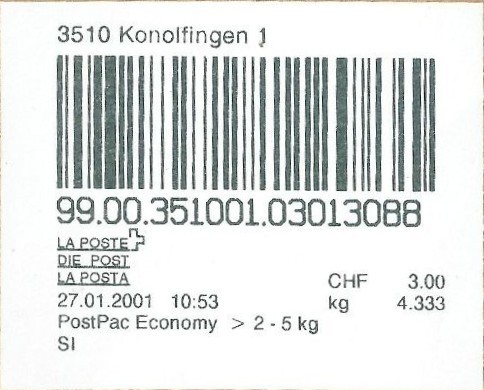 3510 Konolfingen 1
99.00.351001.03013088
LA POSTE
DIE POST
LA POSTA
CHF 3.00
27.01.2001 10:53 kg 4.333
PostPac Economy > 2 - 5 kg
SI